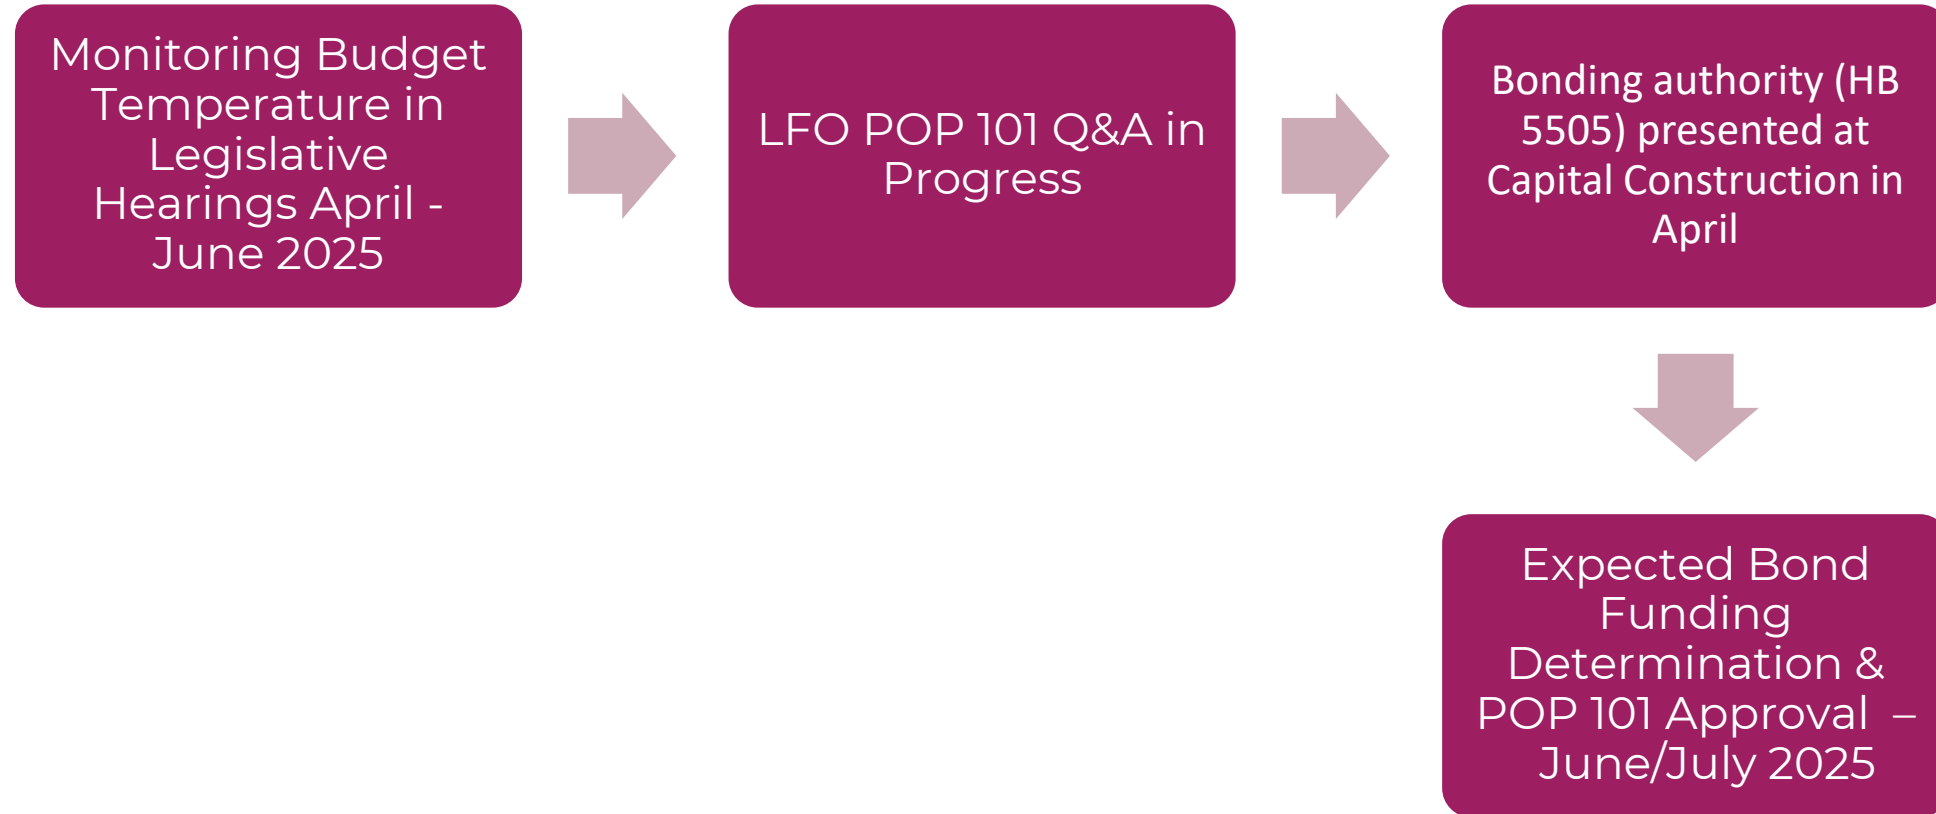 Monitoring Budget
Temperature in
Legislative
Hearings April -
June 2025
LFO POP 101 Q&A in
Progress
Bonding authority (HB
5505) presented at
Capital Construction in
April
Expected Bond
Funding
Determination &
POP 101 Approval –
June/July 2025